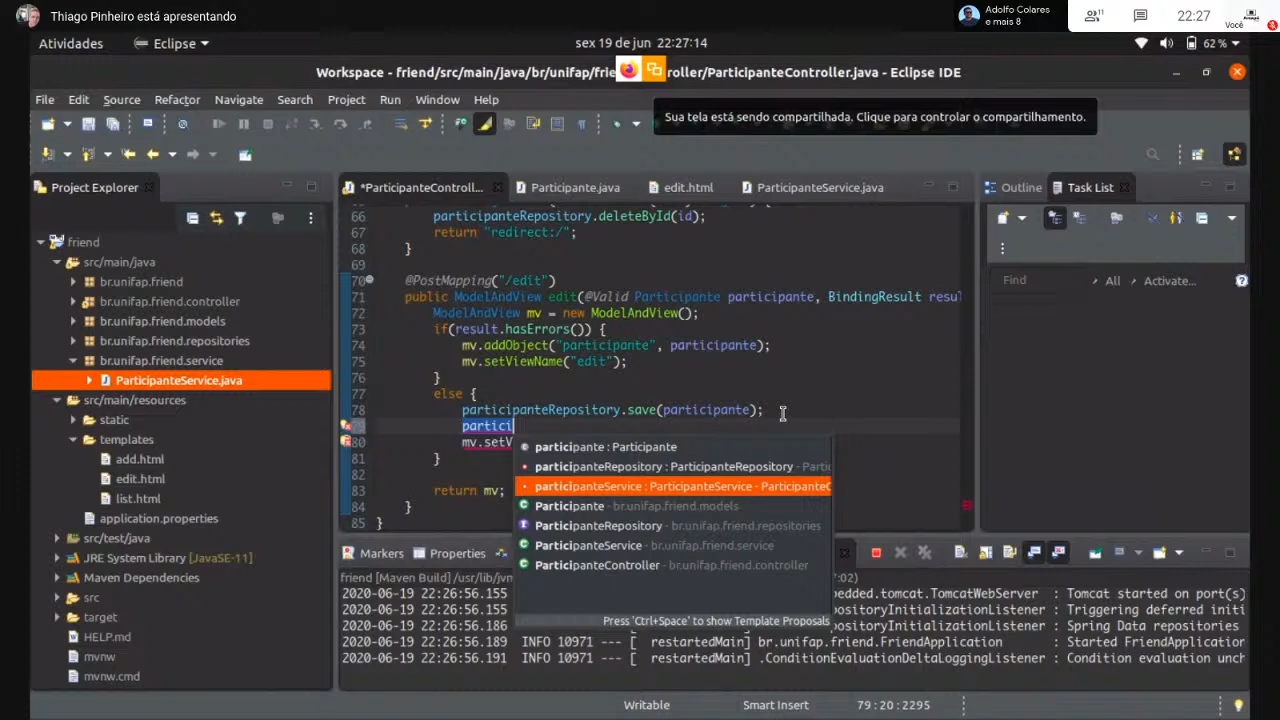 Thiago Pinheiro está apresentando
Adolfo Colares
e mais 8
11
22:27
Você
Atividades
Eclipse
sex 19 de jun 22:27:14
62 %
Workspace - friend/src/main/java/br/unifap/frie
roller/ParticipanteController.java - Eclipse IDE
File Edit Source Refactor Navigate Search Project Run Window Help
Sua tela está sendo compartilhada. Clique para controlar o compartilhamento.
Project Explorer
friend
src/main/java
br.unifap.friend
br.unifap.friend.controller
br.unifap.friend.models
br.unifap.friend.repositories
br.unifap.friend.service
ParticipanteService.java
src/main/resources
static
templates
add.html
edit.html
list.html
application.properties
src/test/java
JRE System Library [JavaSE-11]
Maven Dependencies
src
target
HELP.md
mvnw
mvnw.cmd
*ParticipanteControll... Participante.java edit.html ParticipanteService.java
66 participanteRepository.deleteById(id);
67 return "redirect:/";
68 }
69
70 @PostMapping("/edit")
71 public ModelAndView edit(@Valid Participante participante, BindingResult resul
72 ModelAndView mv = new ModelAndView();
73 if(result.hasErrors()) {
74 mv.addObject("participante", participante);
75 mv.setViewName("edit");
76 }
77 else {
78 participanteRepository.save(participante);
79 partici
80 mv.setV
81 }
82
83 return mv;
84 }
85 }
participante : Participante
participanteRepository : ParticipanteRepository - Partic
participanteService : ParticipanteService - ParticipanteC
Participante - br.unifap.friend.models
ParticipanteRepository - br.unifap.friend.repositories
ParticipanteService - br.unifap.friend.service
ParticipanteController - br.unifap.friend.controller
Press 'Ctrl+Space' to show Template Proposals
Outline Task List
Find All Activate...
Markers Properties
friend [Maven Build] /usr/lib/jvm
:02)
2020-06-19 22:26:56.155
bedded.tomcat.TomcatWebServer : Tomcat started on port(s)
2020-06-19 22:26:56.155
positoryInitializationListener : Triggering deferred initi
2020-06-19 22:26:56.186
positoryInitializationListener : Spring Data repositories
2020-06-19 22:26:56.189 INFO 10971 --- [ restartedMain] br.unifap.friend.FriendApplication : Started FriendApplication
2020-06-19 22:26:56.191 INFO 10971 --- [ restartedMain] .ConditionEvaluationDeltaLoggingListener : Condition evaluation unch
Writable Smart Insert 79:20:2295